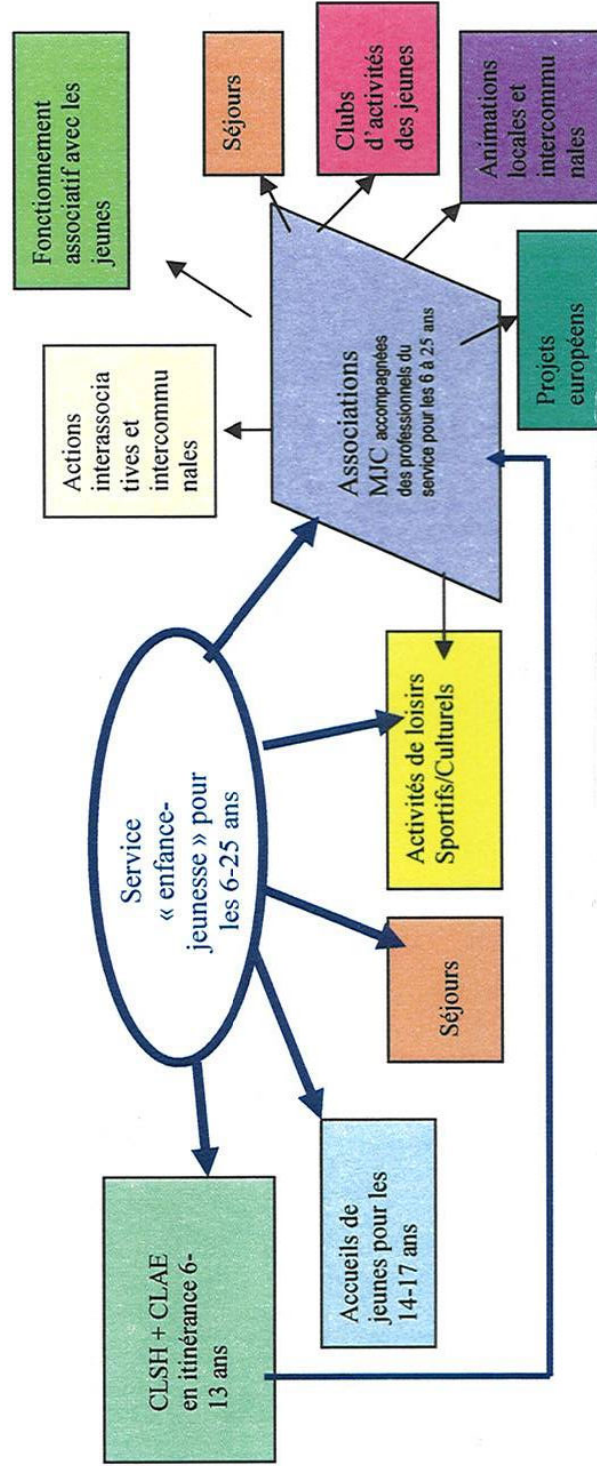 Service
« enfance-
jeunesse » pour
les 6-25 ans
CLSH + CLAE
en itinérance 6-
13 ans
Accueils de
jeunes pour les
14-17 ans
Séjours
Activités de loisirs
Sportifs/Culturels
Associations
MJC accompagnées
des professionnels du
service pour les 6 à 25 ans
Actions
interassocia
tives et
intercommu
nales
Fonctionnement
associatif avec les
jeunes
Séjours
Clubs
d'activités
des jeunes
Animations
locales et
intercommu
nales
Projets
européens